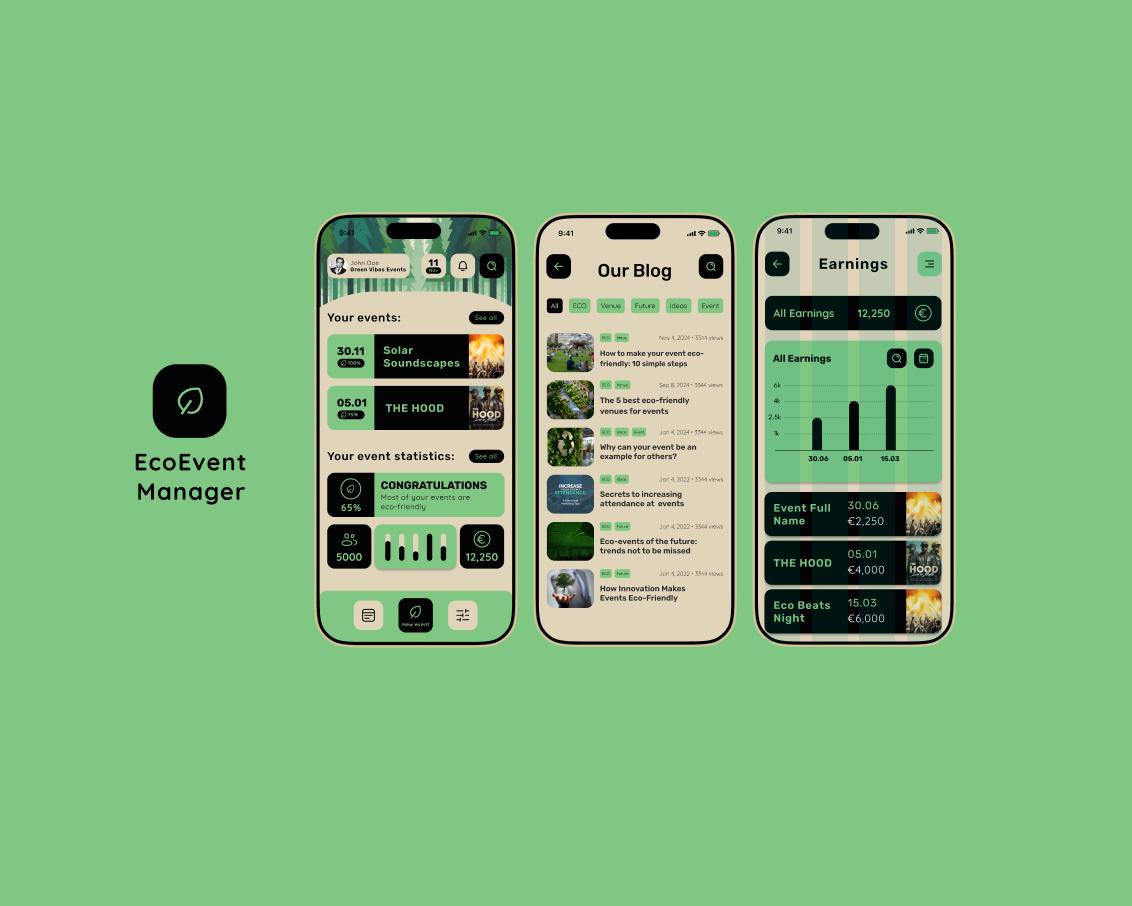 EcoEvent
Manager
9:41
John Doe
Green Vibes Events
11
Nov
Your events:
See all
30.11
100%
Solar
Soundscapes
05.01
75%
THE HOOD
HOOD
Your event statistics:
See all
65%
CONGRATULATIONS
Most of your events are
eco-friendly
5000
12,250
New event
9:41
Our Blog
All
ECO
Venue
Future
Ideas
Event
ECO Ideas Nov 4, 2024 • 3344 views
How to make your event eco-
friendly: 10 simple steps
ECO Venue Sep 8, 2024 • 3344 views
The 5 best eco-friendly
venues for events
ECO Ideas Event Jan 4, 2024 • 3344 views
Why can your event be an
example for others?
INCREASE
ATTENDANCE
ECO Ideas Jan 4, 2022 • 3344 views
Secrets to increasing
attendance at events
ECO Future Jan 4, 2022 • 3344 views
Eco-events of the future:
trends not to be missed
ECO Future Jan 4, 2022 • 3344 views
How Innovation Makes
Events Eco-Friendly
9:41
Earnings
All Earnings 12,250 €
All Earnings
6k
4k
2.5k
1k
30.06 05.01 15.03
Event Full
Name
30.06
€2,250
THE HOOD
05.01
€4,000
HOOD
Eco Beats
Night
15.03
€6,000